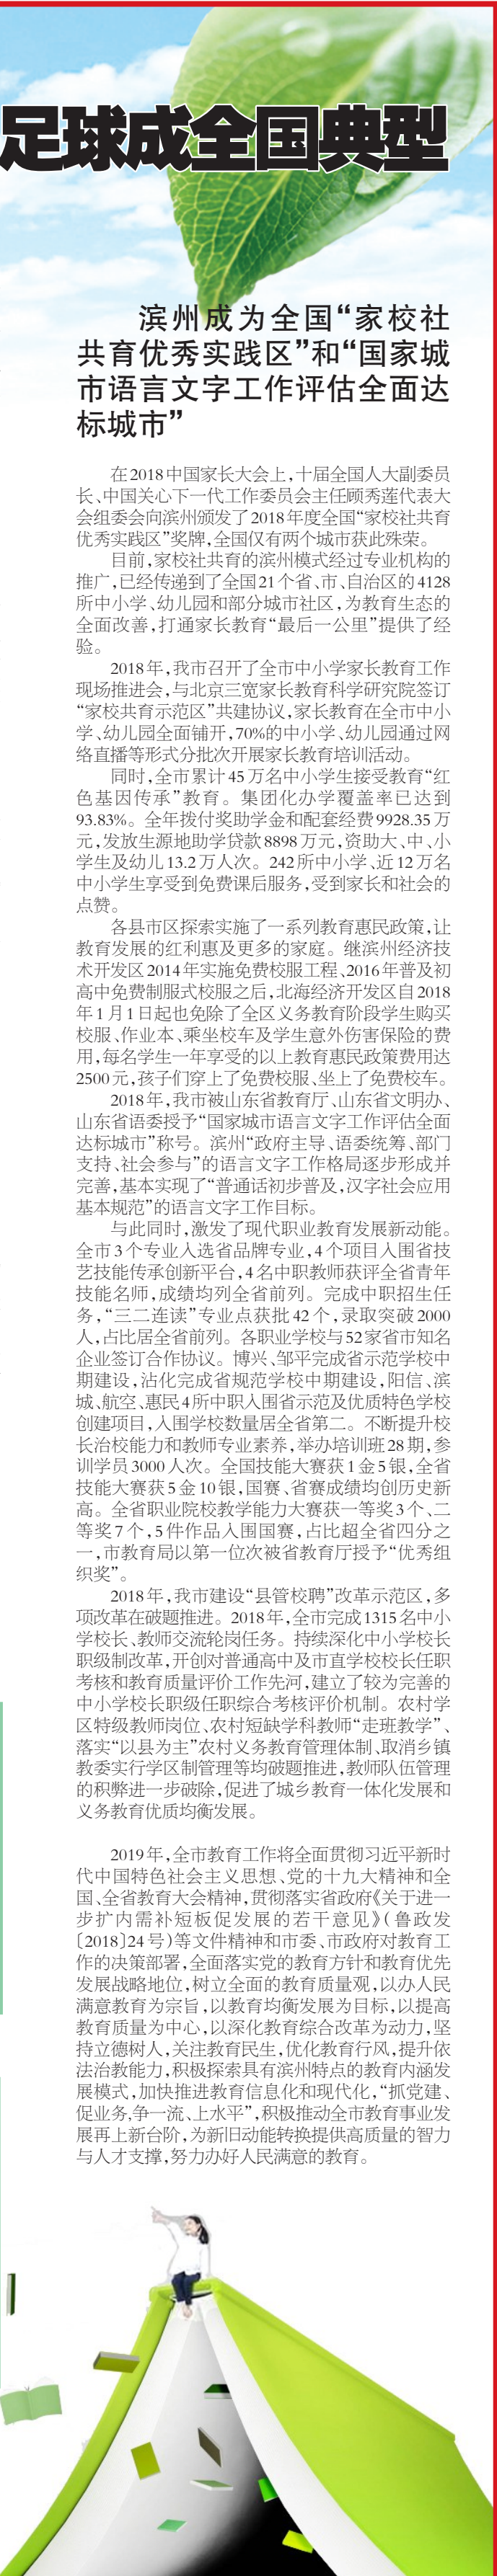 足球成全国典型
滨州成为全国“家校社
共育优秀实践区”和“国家城
市语言文字工作评估全面达
标城市”
在2018中国家长大会上，十届全国人大副委员
长、中国关心下一代工作委员会主任顾秀莲代表大
会组委会向滨州颁发了2018年度全国“家校社共育
优秀实践区”奖牌，全国仅有两个城市获此殊荣。
目前，家校社共育的滨州模式经过专业机构的
推广，已经传递到了全国21个省、市、自治区的4128
所中小学、幼儿园和部分城市社区，为教育生态的
全面改善，打通家长教育“最后一公里”提供了经
验。
2018年，我市召开了全市中小学家长教育工作
现场推进会，与北京三宽家长教育科学研究院签订
“家校共育示范区”共建协议，家长教育在全市中小
学、幼儿园全面铺开，70%的中小学、幼儿园通过网
络直播等形式分批次开展家长教育培训活动。
同时，全市累计45万名中小学生接受教育“红
色基因传承”教育。集团化办学覆盖率已达到
93.83%。全年拨付奖助学金和配套经费9928.35万
元，发放生源地助学贷款8898万元，资助大、中、小
学生及幼儿13.2万人次。242所中小学、近12万名
中小学生享受到免费课后服务，受到家长和社会的
点赞。
各县市区探索实施了一系列教育惠民政策，让
教育发展的红利惠及更多的家庭。继滨州经济技
术开发区2014年实施免费校服工程、2016年普及初
高中免费制服式校服之后，北海经济开发区自2018
年1月1日起也免除了全区义务教育阶段学生购买
校服、作业本、乘坐校车及学生意外伤害保险的费
用，每名学生一年享受的以上教育惠民政策费用达
2500元，孩子们穿上了免费校服、坐上了免费校车。
2018年，我市被山东省教育厅、山东省文明办、
山东省语委授予“国家城市语言文字工作评估全面
达标城市”称号。滨州“政府主导、语委统筹、部门
支持、社会参与”的语言文字工作格局逐步形成并
完善，基本实现了“普通话初步普及，汉字社会应用
基本规范”的语言文字工作目标。
与此同时，激发了现代职业教育发展新动能。
全市3个专业入选省品牌专业，4个项目入围省技
艺技能传承创新平台，4名中职教师获评全省青年
技能名师，成绩均列全省前列。完成中职招生任
务，“三二连读”专业点获批42个，录取突破2000
人，占比居全省前列。各职业学校与52家省市知名
企业签订合作协议。博兴、邹平完成省示范学校中
期建设，沾化完成省规范学校中期建设，阳信、滨
城、航空、惠民4所中职入围省示范及优质特色学校
创建项目，入围学校数量居全省第二。不断提升校
长治校能力和教师专业素养，举办培训班28期，参
训学员3000人次。全国技能大赛获1金5银，全省
技能大赛获5金10银，国赛、省赛成绩均创历史新
高。全省职业院校教学能力大赛获一等奖3个、二
等奖7个，5件作品入围国赛，占比超全省四分之
一，市教育局以第一位次被省教育厅授予“优秀组
织奖”。
2018年，我市建设“县管校聘”改革示范区，多
项改革在破题推进。2018年，全市完成1315名中小
学校长、教师交流轮岗任务。持续深化中小学校长
职级制改革，开创对普通高中及市直学校校长任职
考核和教育质量评价工作先河，建立了较为完善的
中小学校长职级任职综合考核评价机制。农村学
区特级教师岗位、农村短缺学科教师“走班教学”、
落实“以县为主”农村义务教育管理体制、取消乡镇
教委实行学区制管理等均破题推进，教师队伍管理
的积弊进一步破除，促进了城乡教育一体化发展和
义务教育优质均衡发展。
2019年，全市教育工作将全面贯彻习近平新时
代中国特色社会主义思想、党的十九大精神和全
国、全省教育大会精神，贯彻落实省政府《关于进一
步扩内需补短板促发展的若干意见》（鲁政发
〔2018〕24号）等文件精神和市委、市政府对教育工
作的决策部署，全面落实党的教育方针和教育优先
发展战略地位，树立全面的教育质量观，以办人民
满意教育为宗旨，以教育均衡发展为目标，以提高
教育质量为中心，以深化教育综合改革为动力，坚
持立德树人，关注教育民生，优化教育行风，提升依
法治教能力，积极探索具有滨州特点的教育内涵发
展模式，加快推进教育信息化和现代化，“抓党建、
促业务，争一流、上水平”，积极推动全市教育事业发
展再上新台阶，为新旧动能转换提供高质量的智力
与人才支撑，努力办好人民满意的教育。